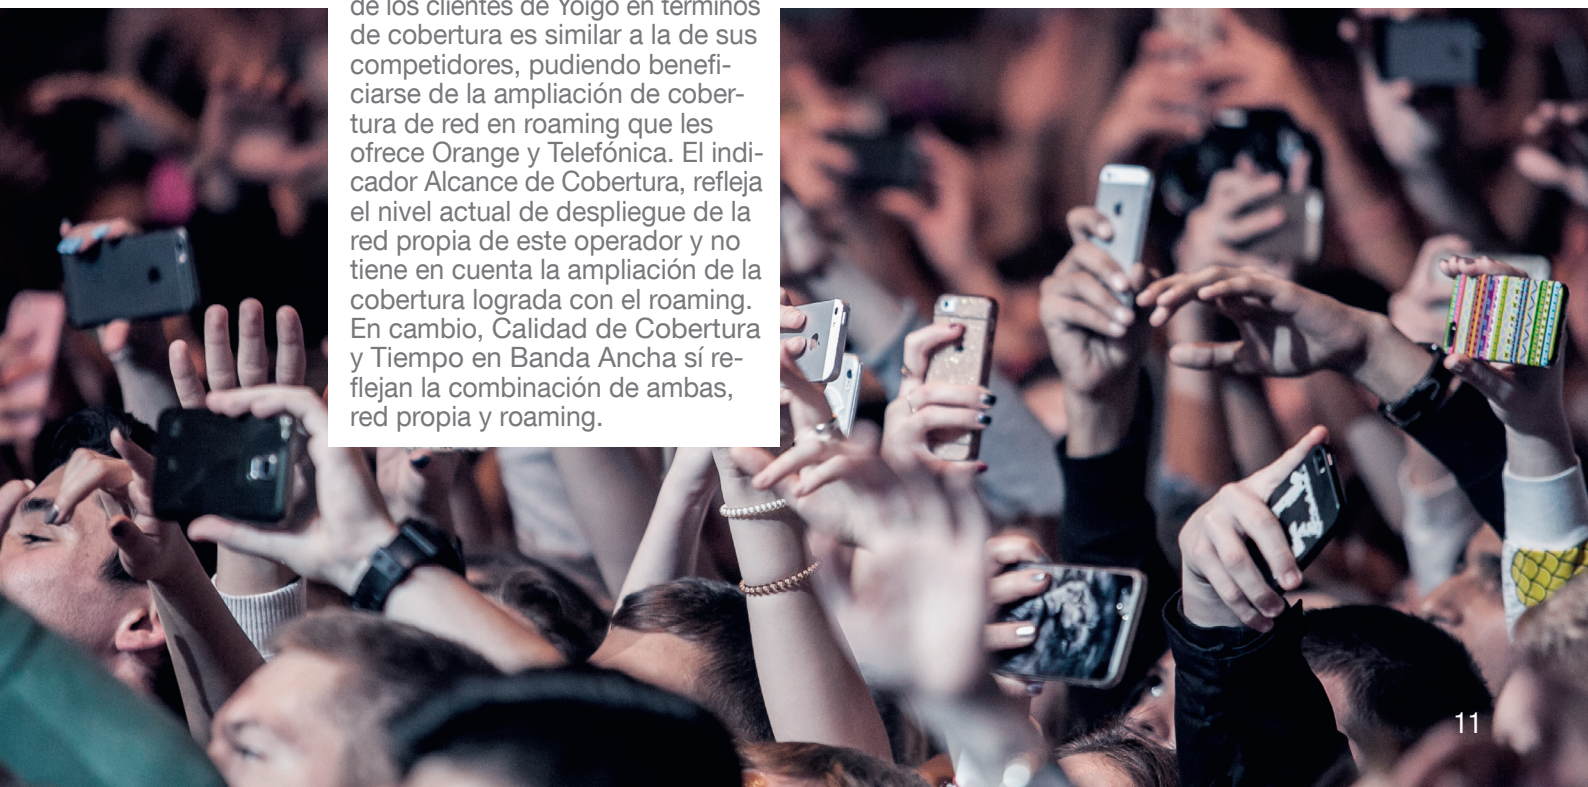 de los clientes de Yoigo en términos
de cobertura es similar a la de sus
competidores, pudiendo benefi-
ciarse de la ampliación de cober-
tura de red en roaming que les
ofrece Orange y Telefónica. El indi-
cador Alcance de Cobertura, refleja
el nivel actual de despliegue de la
red propia de este operador y no
tiene en cuenta la ampliación de la
cobertura lograda con el roaming.
En cambio, Calidad de Cobertura
y Tiempo en Banda Ancha sí re-
flejan la combinación de ambas,
red propia y roaming.
11